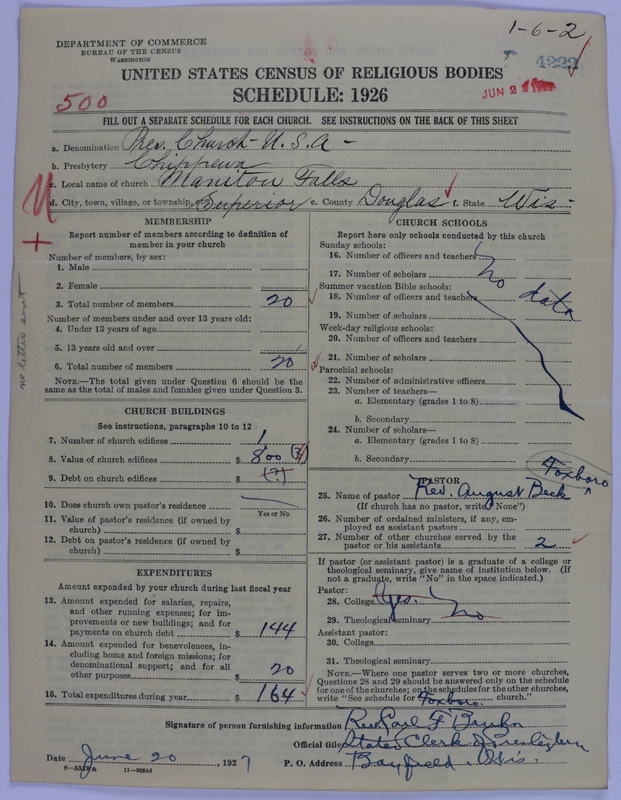 1-6-2
DEPARTMENT OF COMMERCE
BUREAU OF THE CENSUS
WASHINGTON
4222
UNITED STATES CENSUS OF RELIGIOUS BODIES
SCHEDULE: 1926
500
JUN 2
FILL OUT A SEPARATE SCHEDULE FOR EACH CHURCH. SEE INSTRUCTIONS ON THE BACK OF THIS SHEET
a. Denomination Pres. Church - U.S.A -
b. Presbytery Chippewa
c. Local name of church Maniton Falls
d. City, town, village, or township Superior e. County Douglas f. State Wis-
M
+
no letter sent
MEMBERSHIP
Report number of members according to definition of member in your church
Number of members, by sex:
1. Male
2. Female
3. Total number of members 20
Number of members under and over 13 years old:
4. Under 13 years of age
5. 13 years old and over
6. Total number of members 20
NOTE.—The total given under Question 6 should be the same as the total of males and females given under Question 3.
CHURCH BUILDINGS
See instructions, paragraphs 10 to 12
7. Number of church edifices 1
8. Value of church edifices $ 800 (?)
9. Debt on church edifices $ (?)
10. Does church own pastor's residence
Yes or No
11. Value of pastor's residence (if owned by church) $
12. Debt on pastor's residence (if owned by church) $
EXPENDITURES
Amount expended by your church during last fiscal year
13. Amount expended for salaries, repairs, and other running expenses; for improvements or new buildings; and for payments on church debt $ 144
14. Amount expended for benevolences, including home and foreign missions; for denominational support; and for all other purposes $ 20
15. Total expenditures during year $ 164
CHURCH SCHOOLS
Report here only schools conducted by this church
Sunday schools:
16. Number of officers and teachers
17. Number of scholars
no data
Summer vacation Bible schools:
18. Number of officers and teachers
19. Number of scholars
Week-day religious schools:
20. Number of officers and teachers
21. Number of scholars
Parochial schools:
22. Number of administrative officers
23. Number of teachers—
a. Elementary (grades 1 to 8)
b. Secondary
24. Number of scholars—
a. Elementary (grades 1 to 8)
b. Secondary
Foxboro
PASTOR
25. Name of pastor Rev. August Beck
(If church has no pastor, write "None")
26. Number of ordained ministers, if any, employed as assistant pastors
27. Number of other churches served by the pastor or his assistants 2
If pastor (or assistant pastor) is a graduate of a college or theological seminary, give name of institution below. (If not a graduate, write "No" in the space indicated.)
Pastor:
28. College Yes.
29. Theological seminary No
Assistant pastor:
30. College
31. Theological seminary
NOTE.—Where one pastor serves two or more churches, Questions 28 and 29 should be answered only on the schedule for one of the churches; on the schedules for the other churches, write "See schedule for Foxboro. church."
Signature of person furnishing information Rev. Carl F Bruhn
Official title Stated Clerk of Presbytery
Date June 20, 1927 P. O. Address Bayfield. Wis.
8-5518a 11-9056d